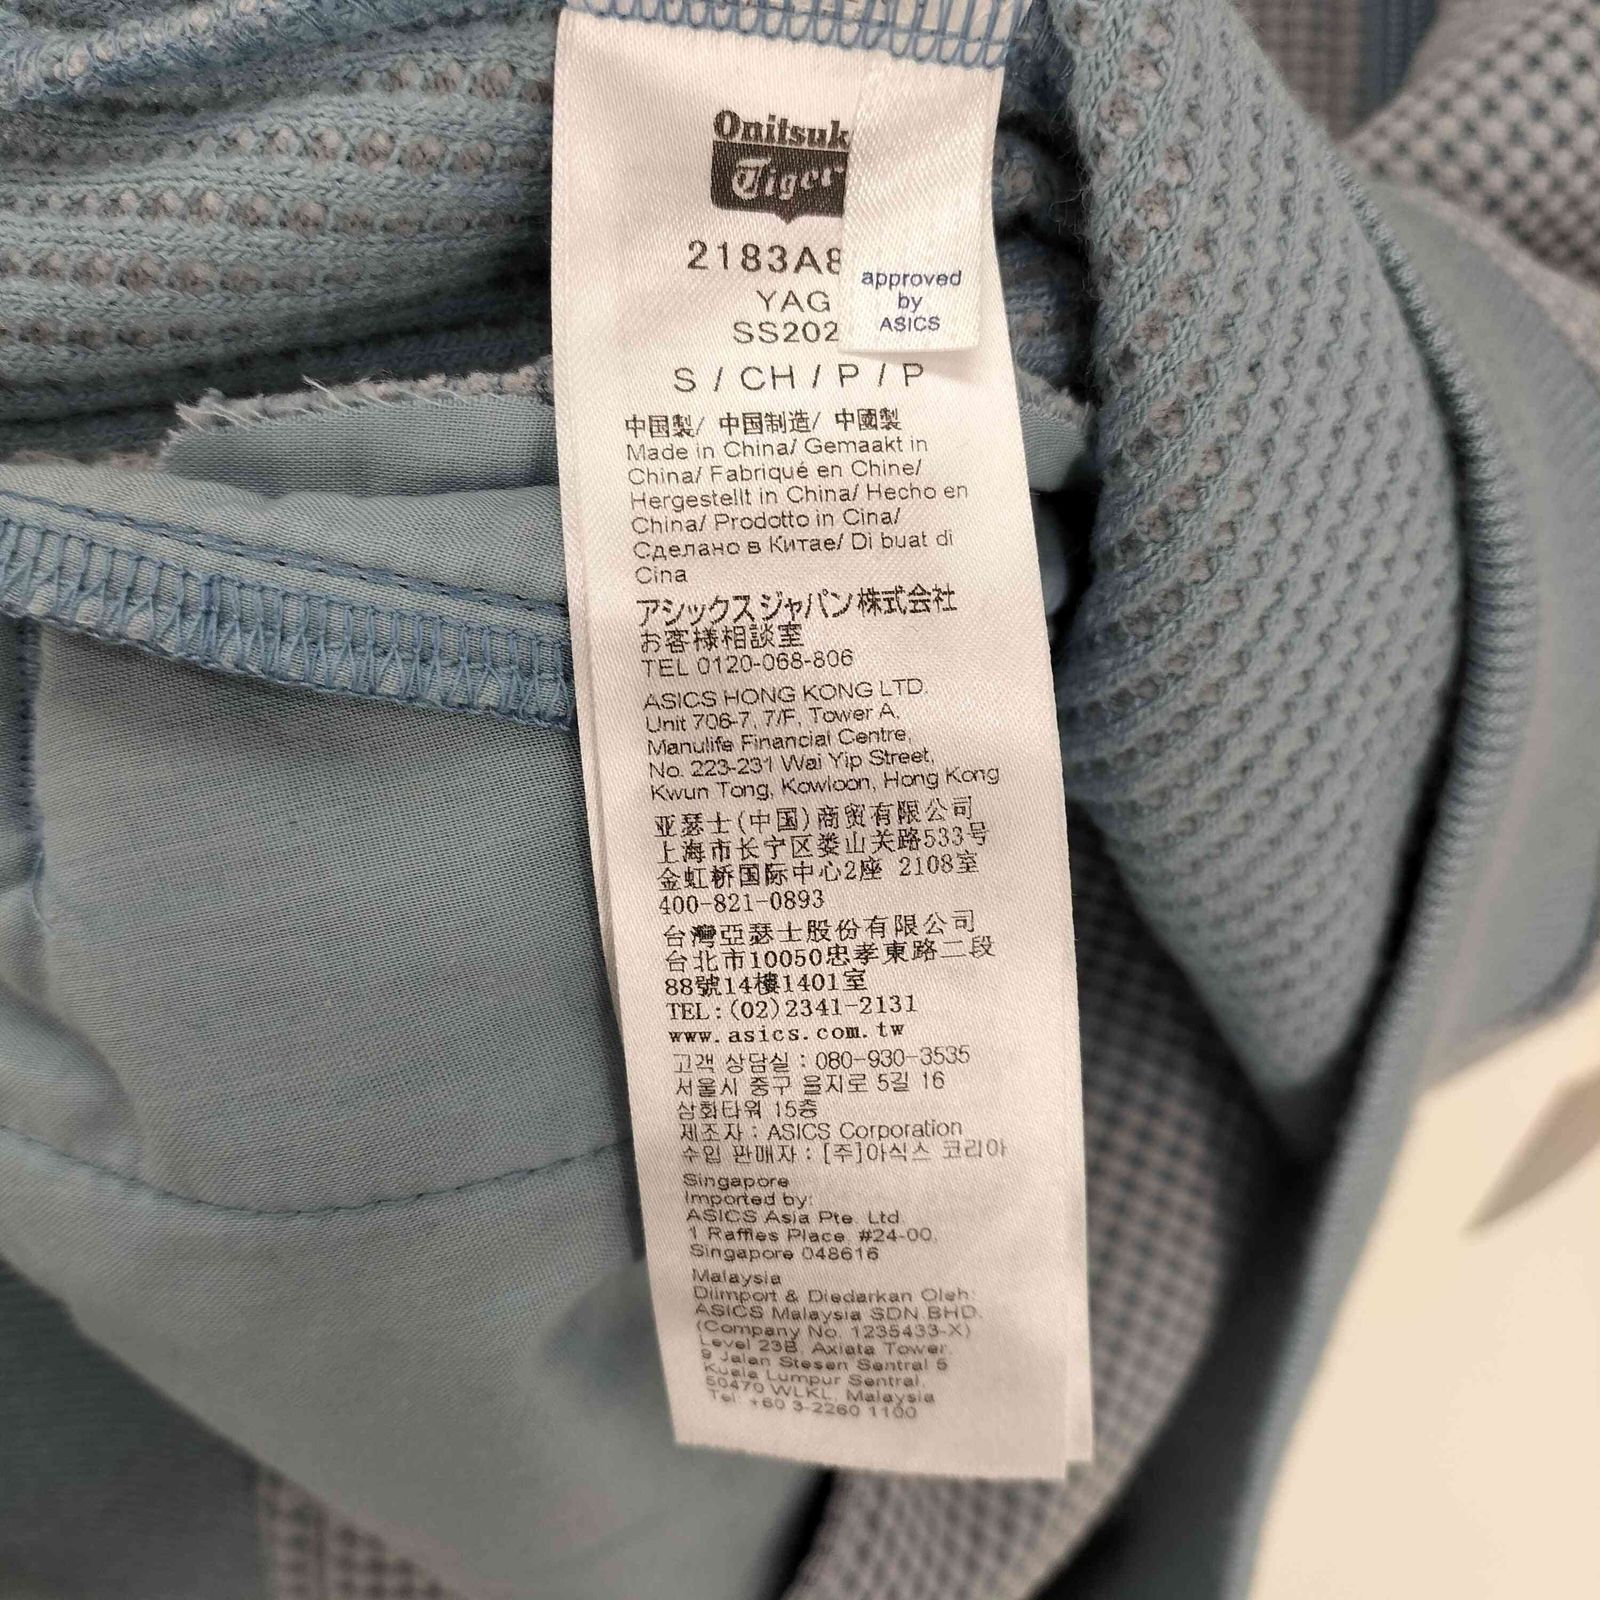 Onitsuk
Tiger
2183A8
YAG
SS202
approved
by
ASICS
S / CH / P / P
中国製/ 中国制造/ 中國製
Made in China/ Gemaakt in
China/ Fabriqué en Chine/
Hergestellt in China/ Hecho en
China/ Prodotto in Cina/
Сделано в Китае/ Di buat di
Cina
アシックスジャパン株式会社
お客様相談室
TEL 0120-068-806
ASICS HONG KONG LTD.
Unit 706-7, 7/F, Tower A,
Manulife Financial Centre,
No. 223-231 Wai Yip Street,
Kwun Tong, Kowloon, Hong Kong
亚瑟士(中国)商贸有限公司
上海市长宁区娄山关路533号
金虹桥国际中心2座 2108室
400-821-0893
台灣亞瑟士股份有限公司
台北市10050忠孝東路二段
88號14樓1401室
TEL:(02)2341-2131
www.asics.com.tw
고객 상담실 : 080-930-3535
서울시 중구 을지로 5길 16
삼화타워 15층
제조자 : ASICS Corporation
수입 판매자 : [주]아식스 코리아
Singapore
Imported by:
ASICS Asia Pte. Ltd.
1 Raffles Place, #24-00,
Singapore 048616
Malaysia
Diimport & Diedarkan Oleh:
ASICS Malaysia SDN BHD.
(Company No. 1235433-X)
Level 23B, Axiata Tower,
9 Jalan Stesen Sentral 5
Kuala Lumpur Sentral,
50470 WLKL, Malaysia
Tel: +60 3-2260 1100